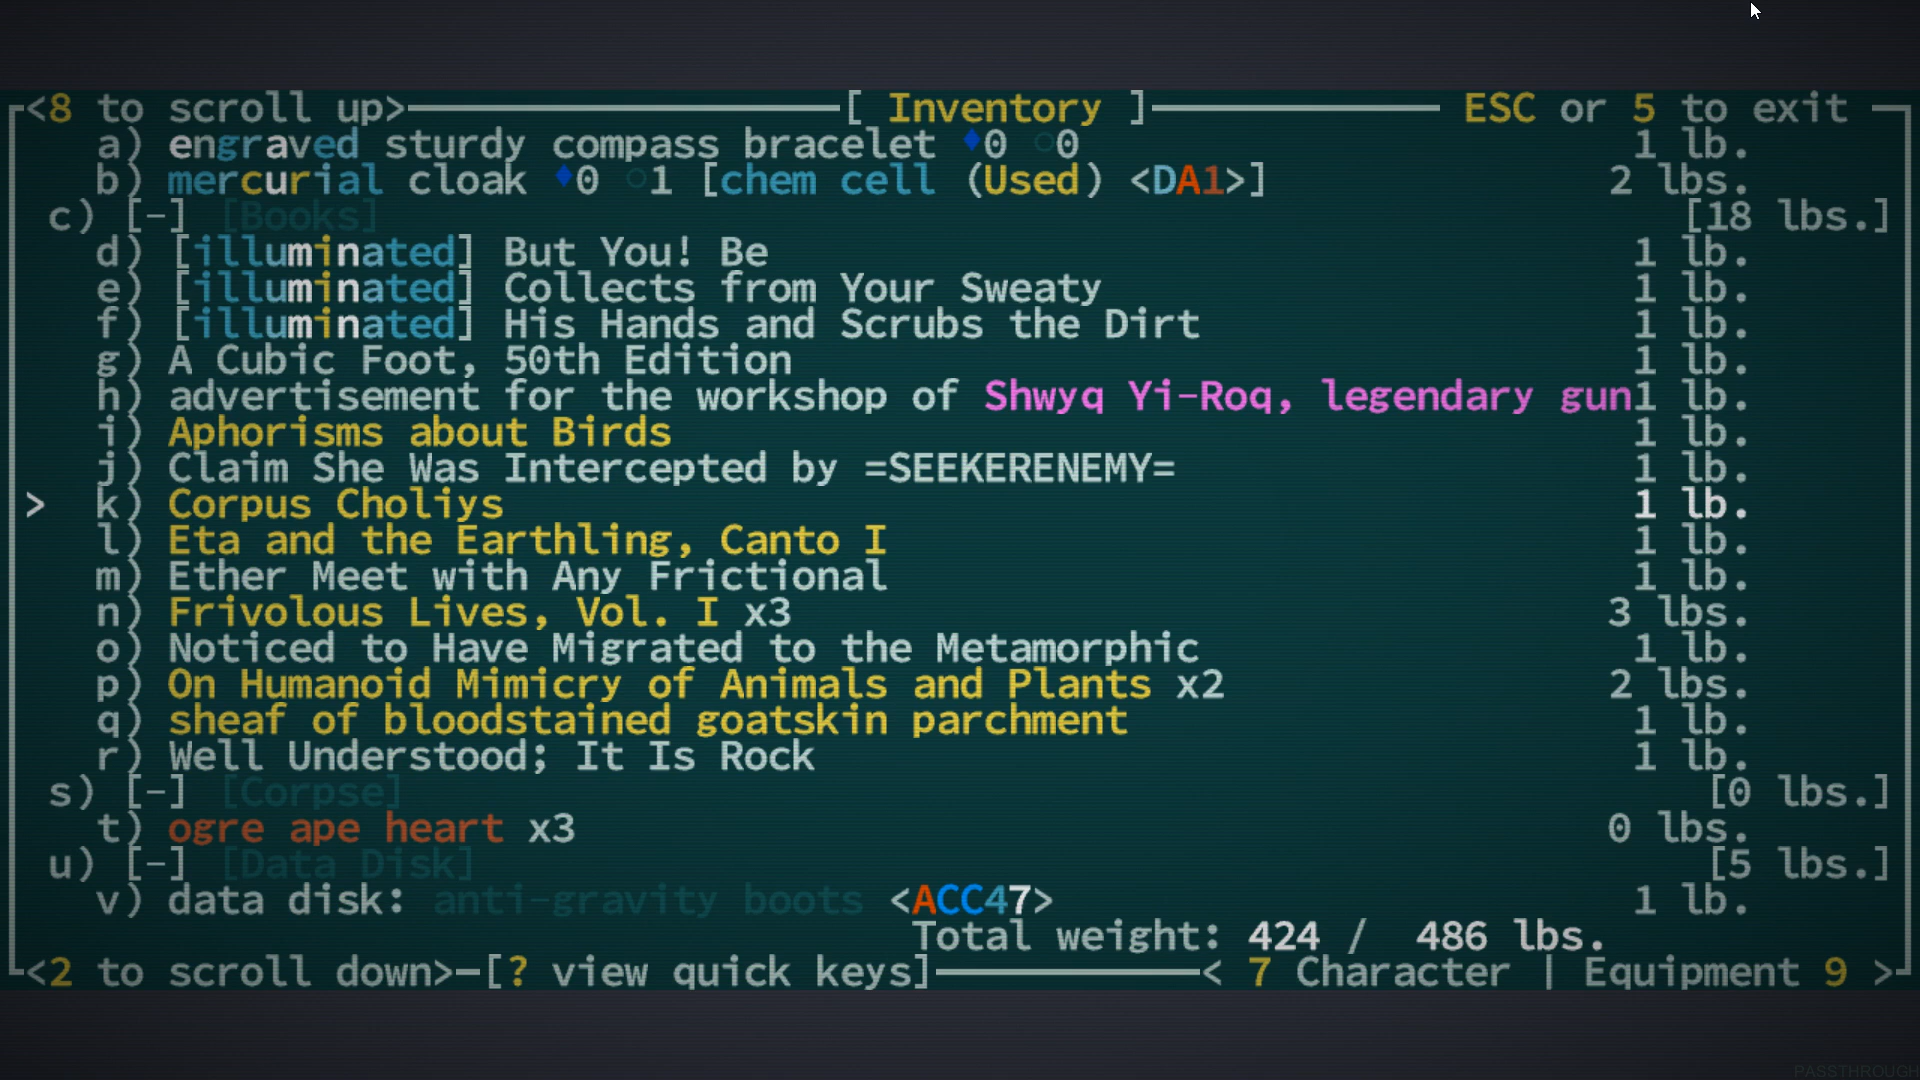 <8 to scroll up> [ Inventory ] ESC or 5 to exit
a) engraved sturdy compass bracelet ♦0 ○0 1 lb.
b) mercurial cloak ♦0 ○1 [chem cell (Used) <DA1>] 2 lbs.
c) [-] [Books] [18 lbs.]
d) [illuminated] But You! Be 1 lb.
e) [illuminated] Collects from Your Sweaty 1 lb.
f) [illuminated] His Hands and Scrubs the Dirt 1 lb.
g) A Cubic Foot, 50th Edition 1 lb.
h) advertisement for the workshop of Shwyq Yi-Roq, legendary gun1 lb.
i) Aphorisms about Birds 1 lb.
j) Claim She Was Intercepted by =SEEKERENEMY= 1 lb.
> k) Corpus Choliys 1 lb.
l) Eta and the Earthling, Canto I 1 lb.
m) Ether Meet with Any Frictional 1 lb.
n) Frivolous Lives, Vol. I x3 3 lbs.
o) Noticed to Have Migrated to the Metamorphic 1 lb.
p) On Humanoid Mimicry of Animals and Plants x2 2 lbs.
q) sheaf of bloodstained goatskin parchment 1 lb.
r) Well Understood; It Is Rock 1 lb.
s) [-] [Corpse] [0 lbs.]
t) ogre ape heart x3 0 lbs.
u) [-] [Data Disk] [5 lbs.]
v) data disk: anti-gravity boots <ACC47> 1 lb.
Total weight: 424 / 486 lbs.
<2 to scroll down> [? view quick keys] < 7 Character | Equipment 9 >
PASSTHROUGH